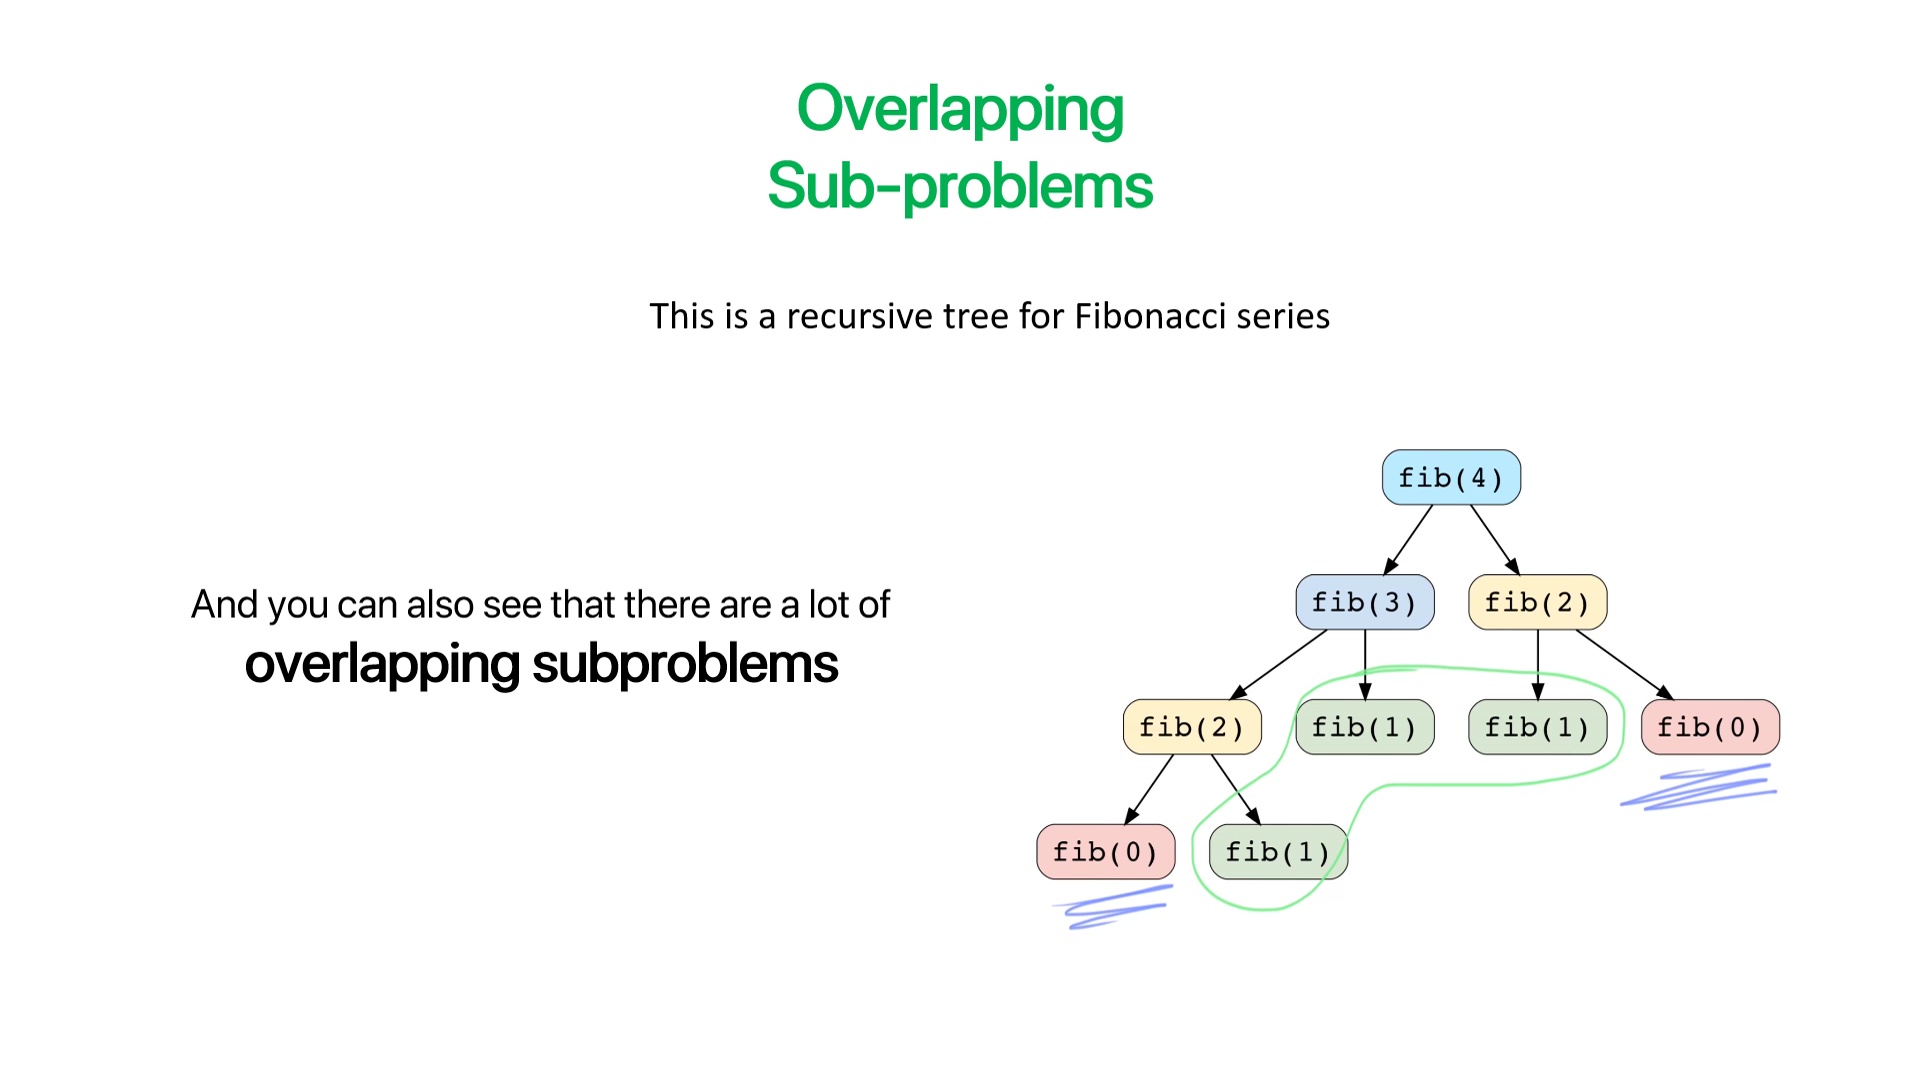 Overlapping
Sub-problems
This is a recursive tree for Fibonacci series
And you can also see that there are a lot of
overlapping subproblems
fib(4)
fib(3)
fib(2)
fib(2)
fib(1)
fib(1)
fib(0)
fib(0)
fib(1)